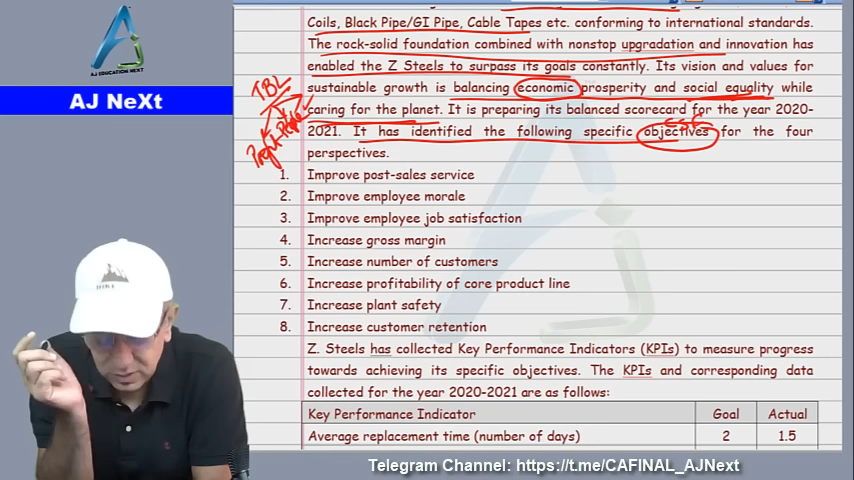 Coils, Black Pipe/GI Pipe, Cable Tapes etc. conforming to international standards.
The rock-solid foundation combined with nonstop upgradation and innovation has
enabled the Z Steels to surpass its goals constantly. Its vision and values for
sustainable growth is balancing economic prosperity and social equality while
caring for the planet. It is preparing its balanced scorecard for the year 2020-
2021. It has identified the following specific objectives for the four
perspectives.
TBL
CSF
1. Improve post-sales service
2. Improve employee morale
3. Improve employee job satisfaction
4. Increase gross margin
5. Increase number of customers
6. Increase profitability of core product line
7. Increase plant safety
8. Increase customer retention
Z. Steels has collected Key Performance Indicators (KPIs) to measure progress
towards achieving its specific objectives. The KPIs and corresponding data
collected for the year 2020-2021 are as follows:
Key Performance Indicator Goal Actual
Average replacement time (number of days) 2 1.5
AJ EDUCATION NEXT
AJ NeXt
Telegram Channel: https://t.me/CAFINAL_AJNext